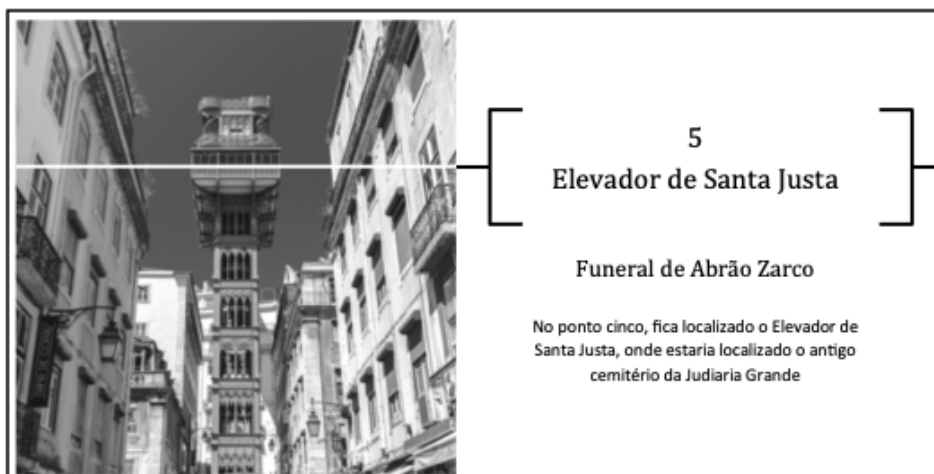 5
Elevador de Santa Justa
Funeral de Abrão Zarco
No ponto cinco, fica localizado o Elevador de
Santa Justa, onde estaria localizado o antigo
cemitério da Judiaria Grande